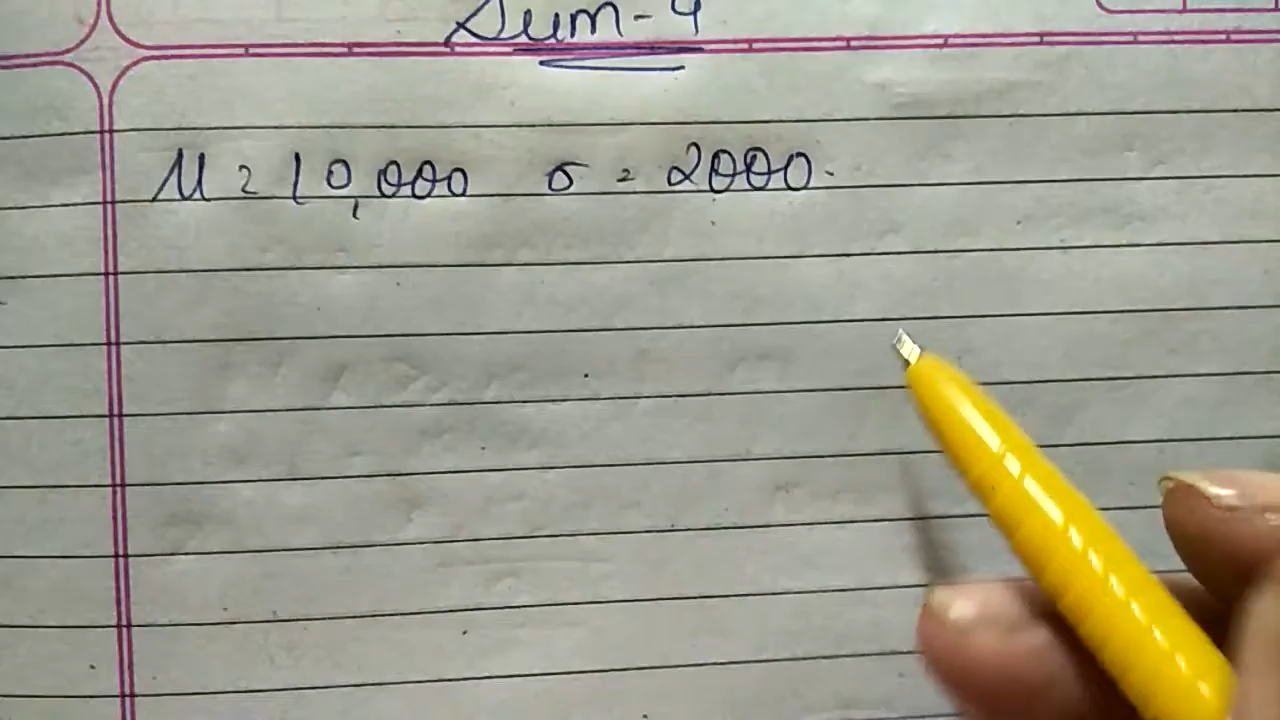 Sum-4
μ = 10,000 σ = 2000.